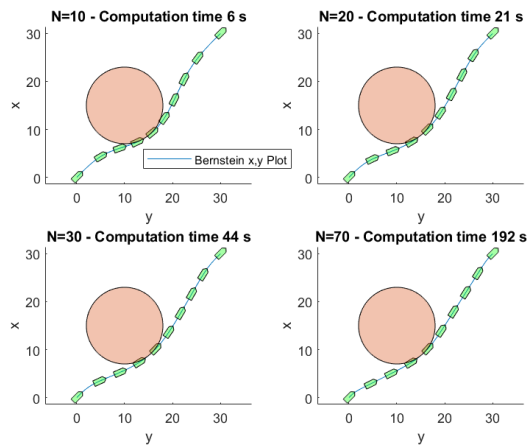 N=10 - Computation time 6 s
30
20
10
0
x
0 10 20 30
y
Bernstein x,y Plot
N=20 - Computation time 21 s
30
20
10
0
x
0 10 20 30
y
N=30 - Computation time 44 s
30
20
10
0
x
0 10 20 30
y
N=70 - Computation time 192 s
30
20
10
0
x
0 10 20 30
y